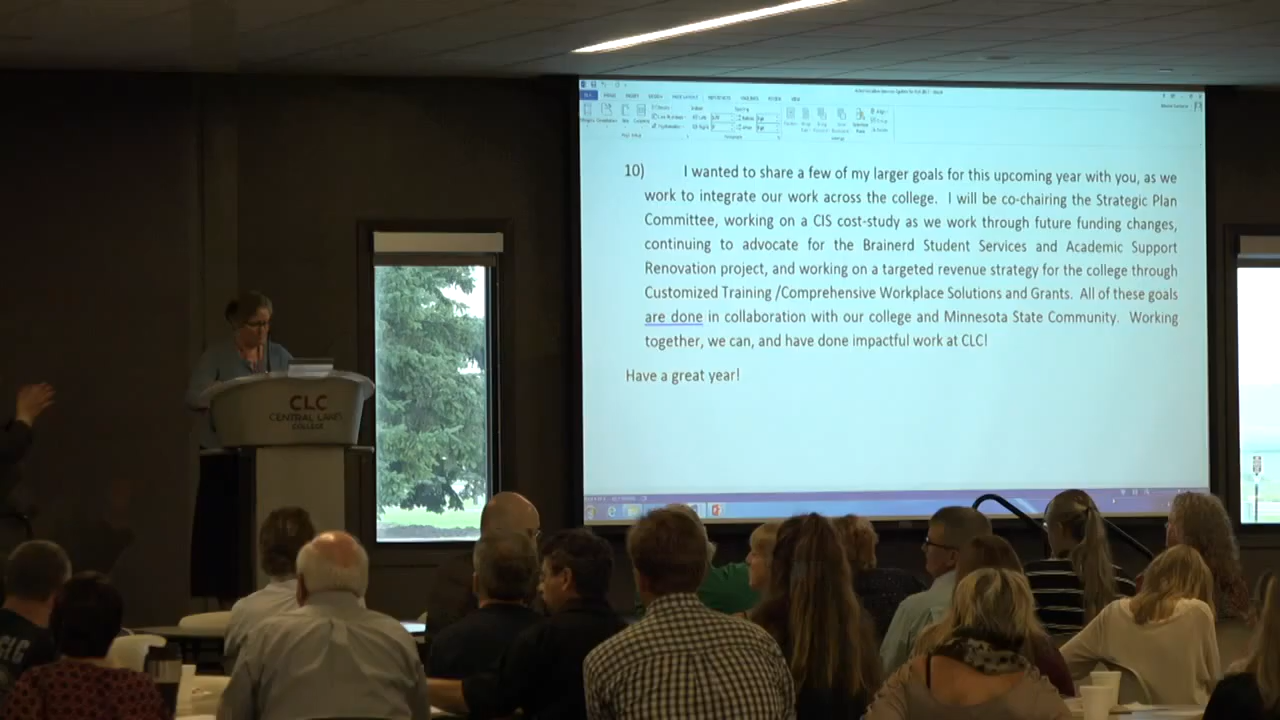 10) I wanted to share a few of my larger goals for this upcoming year with you, as we
work to integrate our work across the college. I will be co-chairing the Strategic Plan
Committee, working on a CIS cost-study as we work through future funding changes,
continuing to advocate for the Brainerd Student Services and Academic Support
Renovation project, and working on a targeted revenue strategy for the college through
Customized Training /Comprehensive Workplace Solutions and Grants. All of these goals
are done in collaboration with our college and Minnesota State Community. Working
together, we can, and have done impactful work at CLC!
Have a great year!
CLC
CENTRAL LAKES
COLLEGE
CLC